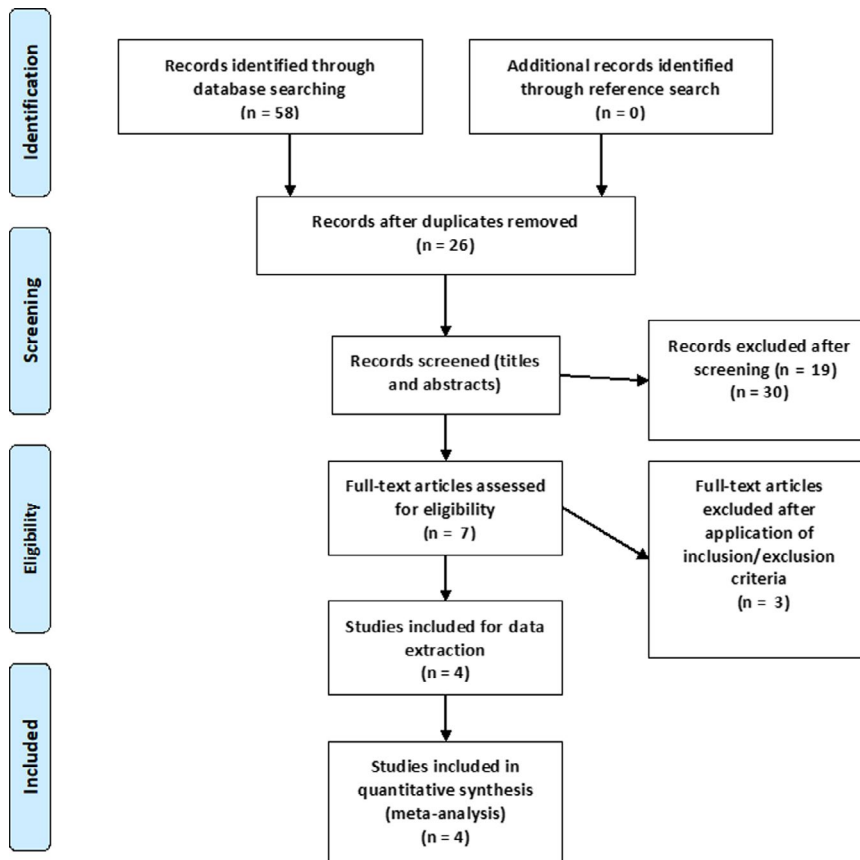 Identification
Records identified through
database searching
(n = 58)
Additional records identified
through reference search
(n = 0)
Records after duplicates removed
(n = 26)
Screening
Records screened (titles
and abstracts)
Records excluded after
screening (n = 19)
(n = 30)
Eligibility
Full-text articles assessed
for eligibility
(n = 7)
Full-text articles
excluded after
application of
inclusion/exclusion
criteria
(n = 3)
Studies included for data
extraction
(n = 4)
Included
Studies included in
quantitative synthesis
(meta-analysis)
(n = 4)